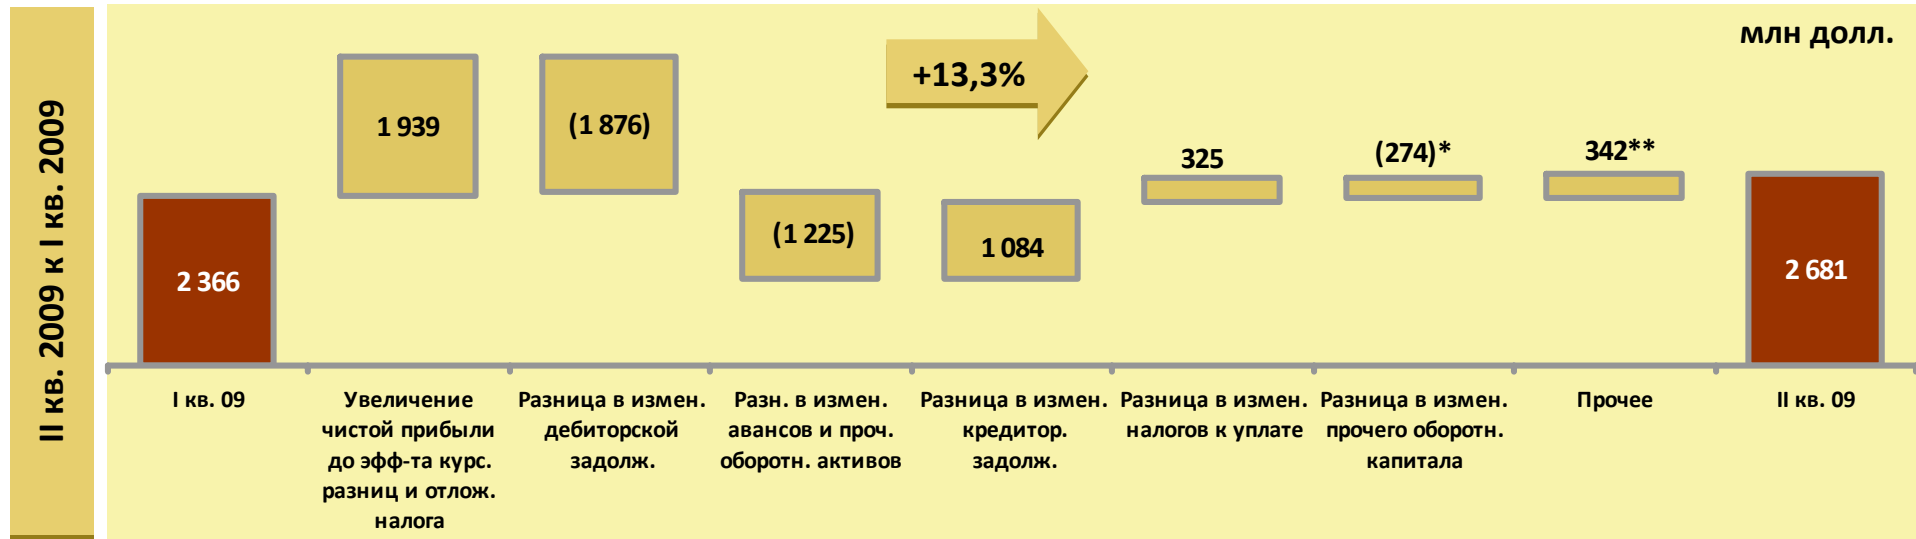 II кв. 2009 к I кв. 2009
млн долл.
+13,3%
1 939
(1 876)
325
(274)*
342**
(1 225)
1 084
2 366
2 681
I кв. 09
Увеличение
чистой прибыли
до эфф-та курс.
разниц и отлож.
налога
Разница в измен.
дебиторской
задолж.
Разн. в измен.
авансов и проч.
оборотн. активов
Разница в измен.
кредитор.
задолж.
Разница в измен.
налогов к уплате
Разница в измен.
прочего оборотн.
капитала
Прочее
II кв. 09